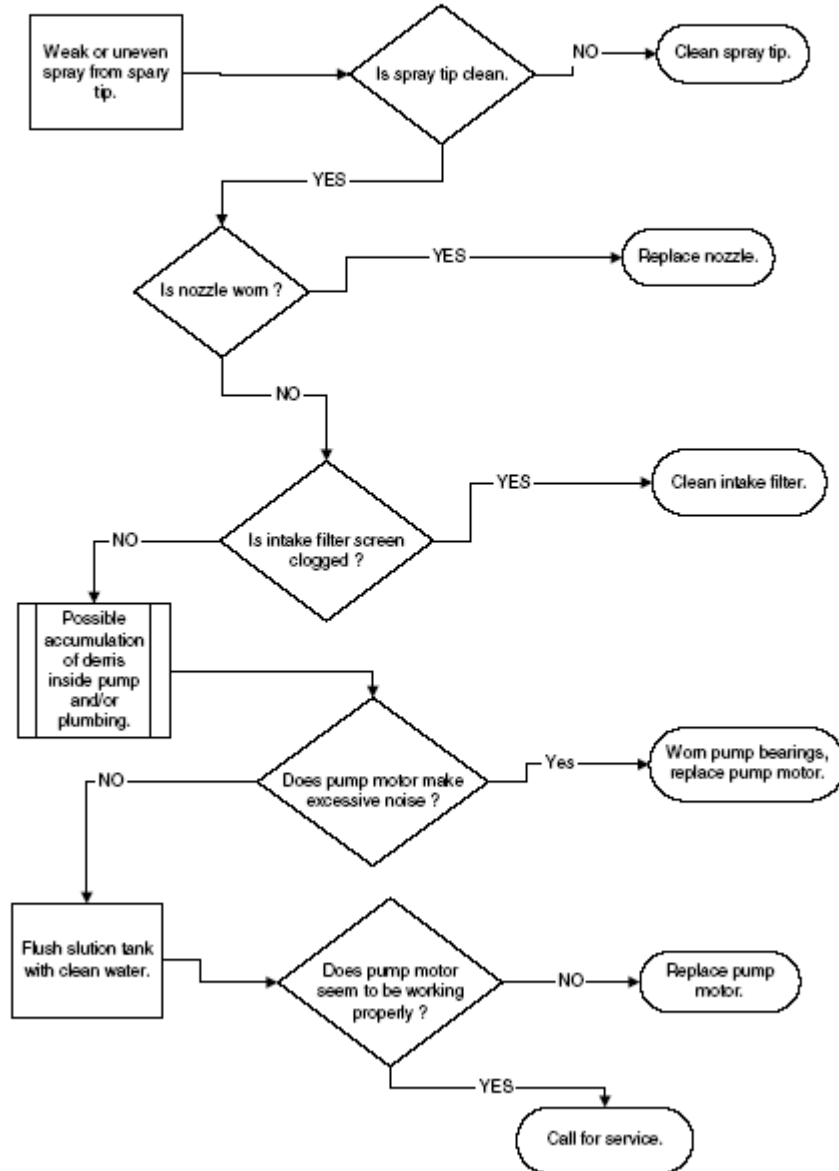 Weak or uneven
spray from spary
tip.
Is spray tip clean.
NO
Clean spray tip.
YES
Is nozzle worn ?
YES
Replace nozzle.
NO
Is intake filter screen
clogged ?
YES
Clean intake filter.
NO
Possible
accumulation
of derris
inside pump
and/or
plumbing.
Does pump motor make
excessive noise ?
Yes
Worn pump bearings,
replace pump motor.
NO
Flush slution tank
with clean water.
Does pump motor
seem to be working
properly ?
NO
Replace pump
motor.
YES
Call for service.